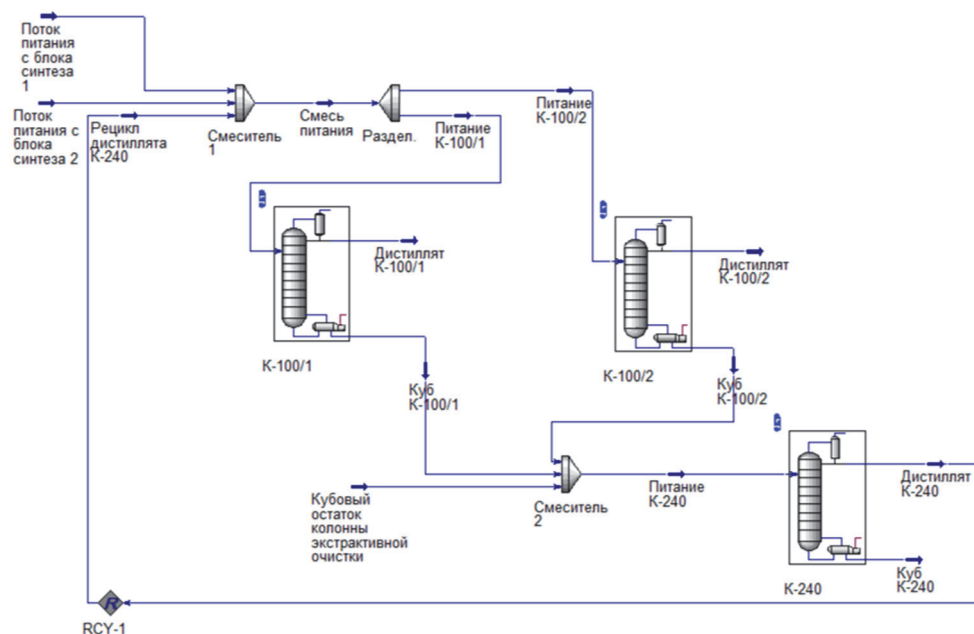 Поток
питания
с блока
синтеза
1
Поток
питания с
блока
синтеза 2
Рецикл
дистиллята
К-240
Смеситель
1
Смесь
питания
Раздел.
Питание
К-100/1
Питание
К-100/2
Дистиллят
К-100/1
К-100/1
Куб
К-100/1
Дистиллят
К-100/2
К-100/2
Куб
К-100/2
Кубовый
остаток
колонны
экстрактивной
очистки
Смеситель
2
Питание
К-240
Дистиллят
К-240
Куб
К-240
К-240
R
RCY-1